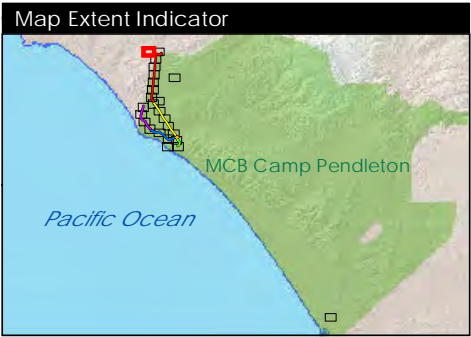 Map Extent Indicator
MCB Camp Pendleton
Pacific Ocean